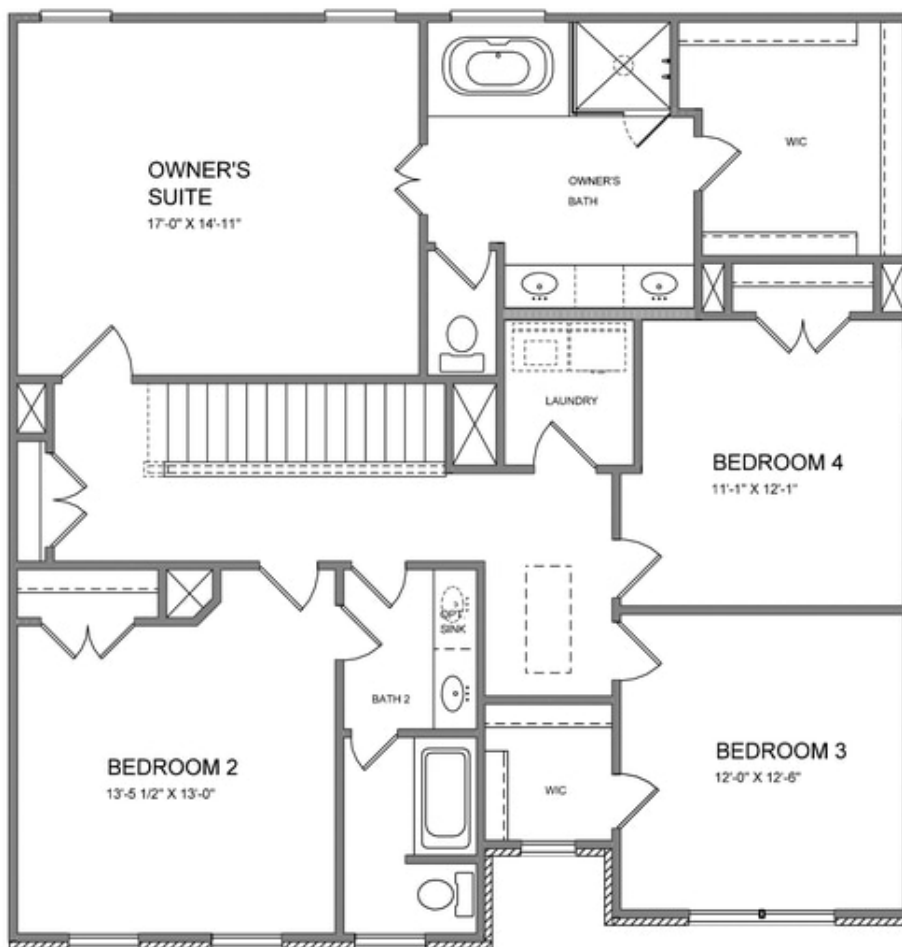 OWNER'S
SUITE
17'-0" X 14'-11"
OWNER'S
BATH
WIC
LAUNDRY
BEDROOM 4
11'-1" X 12'-1"
OPT
SINK
BATH 2
BEDROOM 2
13'-5 1/2" X 13'-0"
WIC
BEDROOM 3
12'-0" X 12'-6"